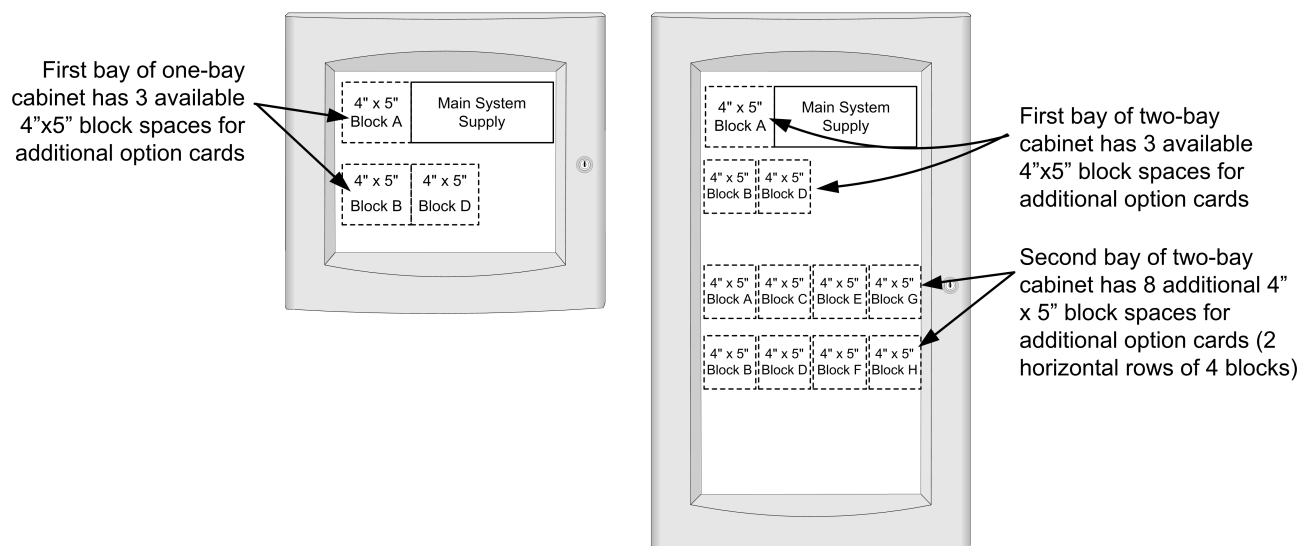 First bay of one-bay
cabinet has 3 available
4”x5” block spaces for
additional option cards
4" x 5"
Block A
Main System
Supply
4" x 5"
Block B
4" x 5"
Block D
4" x 5"
Block A
Main System
Supply
4" x 5"
Block B
4" x 5"
Block D
4" x 5"
Block A
4" x 5"
Block C
4" x 5"
Block E
4" x 5"
Block G
4" x 5"
Block B
4" x 5"
Block D
4" x 5"
Block F
4" x 5"
Block H
First bay of two-bay
cabinet has 3 available
4”x5” block spaces for
additional option cards
Second bay of two-bay
cabinet has 8 additional 4”
x 5” block spaces for
additional option cards (2
horizontal rows of 4 blocks)